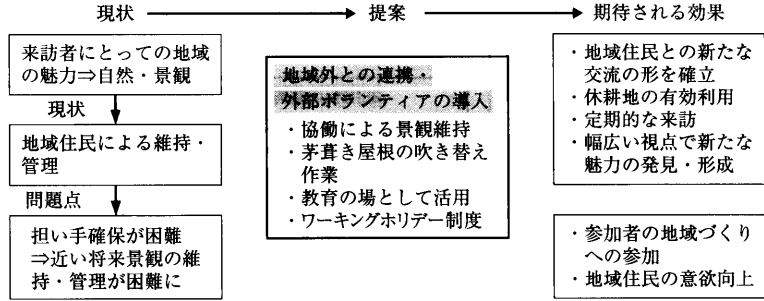 現状
提案
期待される効果
来訪者にとっての地域
の魅力⇒自然・景観
現状
地域住民による維持・
管理
問題点
担い手確保が困難
⇒近い将来景観の維
持・管理が困難に
地域外との連携・
外部ボランティアの導入
・協働による景観維持
・茅葺き屋根の吹き替え
作業
・教育の場として活用
・ワーキングホリデー制度
・地域住民との新たな
交流の形を確立
・休耕地の有効利用
・定期的な来訪
・幅広い視点で新たな
魅力の発見・形成
・参加者の地域づくり
への参加
・地域住民の意欲向上